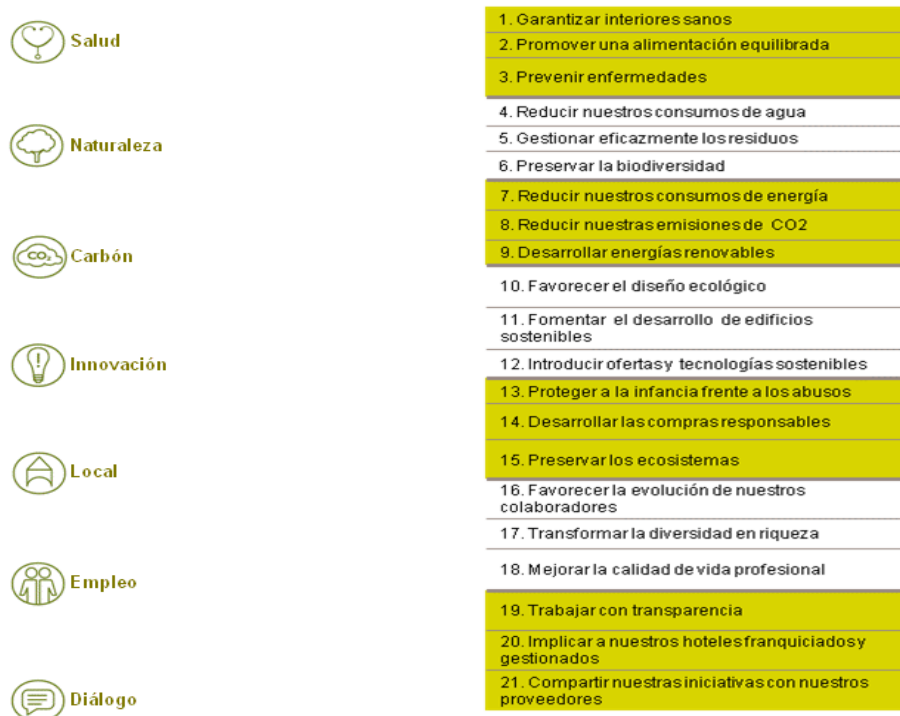 Salud
1. Garantizar interiores sanos
2. Promover una alimentación equilibrada
3. Prevenir enfermedades
Naturaleza
4. Reducir nuestros consumos de agua
5. Gestionar eficazmente los residuos
6. Preservar la biodiversidad
CO2
Carbón
7. Reducir nuestros consumos de energía
8. Reducir nuestras emisiones de CO2
9. Desarrollar energías renovables
Innovación
10. Favorecer el diseño ecológico
11. Fomentar el desarrollo de edificios
sostenibles
12. Introducir ofertas y tecnologías sostenibles
Local
13. Proteger a la infancia frente a los abusos
14. Desarrollar las compras responsables
15. Preservar los ecosistemas
Empleo
16. Favorecer la evolución de nuestros
colaboradores
17. Transformar la diversidad en riqueza
18. Mejorar la calidad de vida profesional
Diálogo
19. Trabajar con transparencia
20. Implicar a nuestros hoteles franquiciados y
gestionados
21. Compartir nuestras iniciativas con nuestros
proveedores